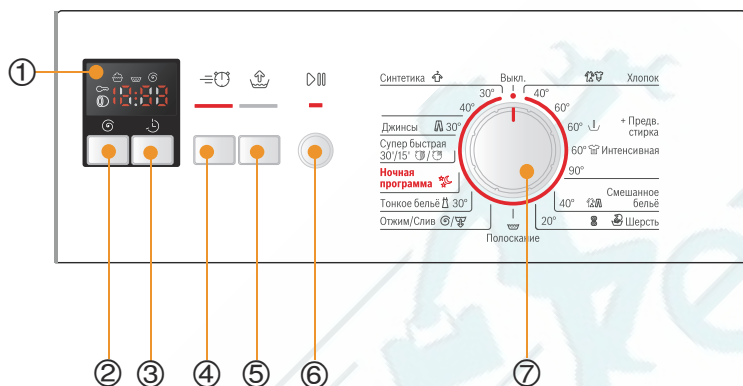 ①
18:88
Синтетика
Выкл.
Хлопок
30°
40°
40°
60°
Джинсы
30°
60°
+ Предв.
стирка
Супер быстрая
30'/15'
60°
Интенсивная
Ночная
программа
90°
Тонкое бельё
30°
40°
Смешанное
бельё
Отжим/Слив
20°
Шерсть
Полоскание
② ③ ④ ⑤ ⑥ ⑦